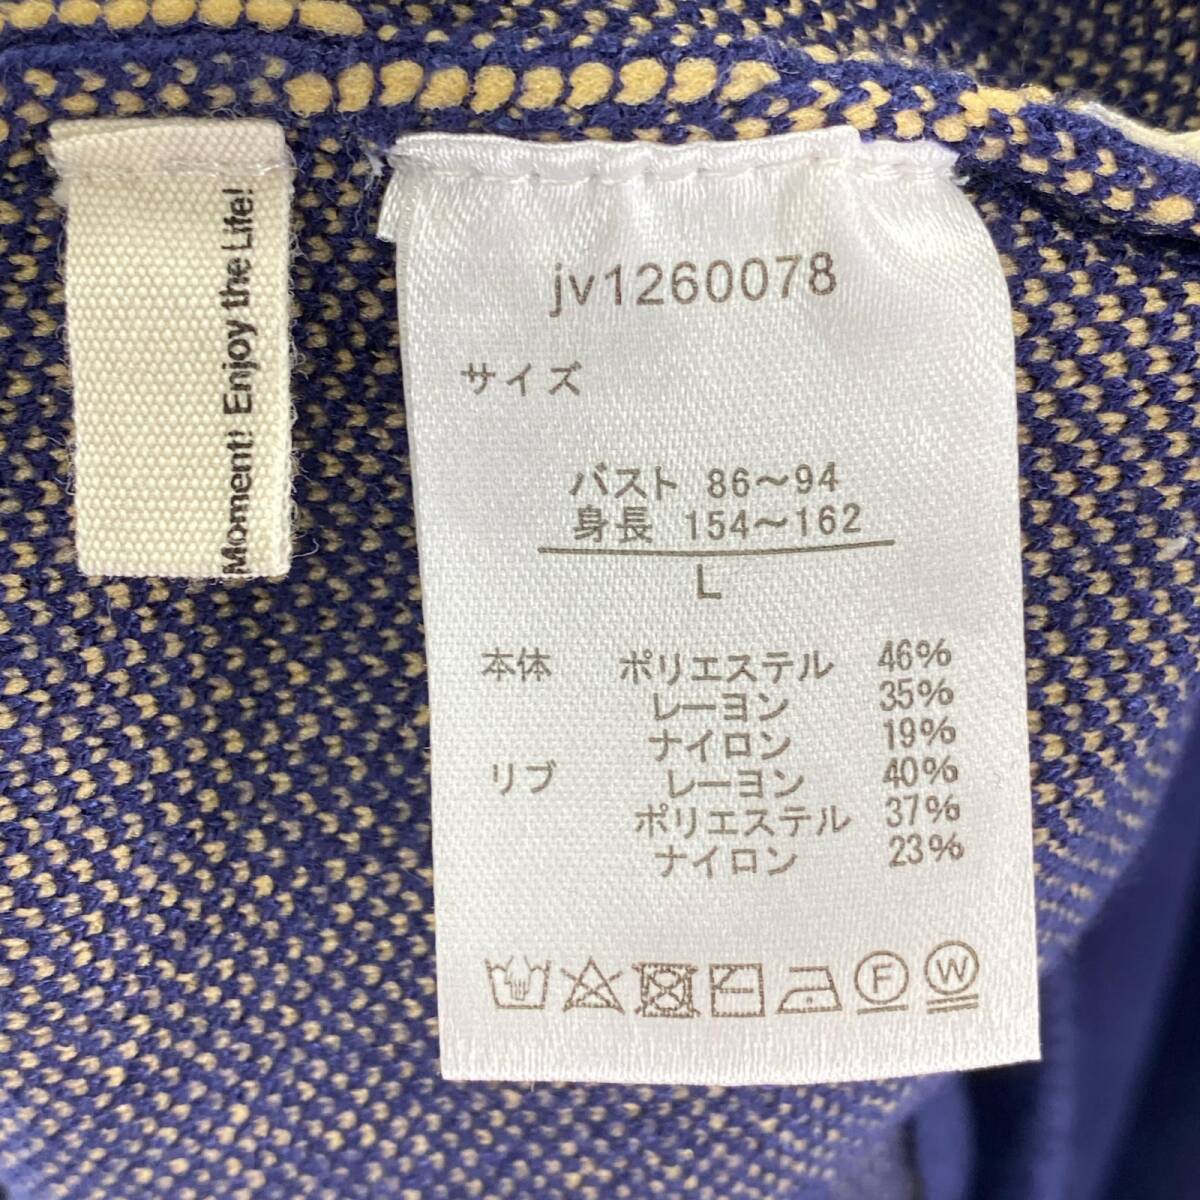 Moment! Enjoy the Life!
jv1260078
サイズ
バスト 86～94
身長 154～162
L
本体 ポリエステル 46%
レーヨン 35%
ナイロン 19%
リブ レーヨン 40%
ポリエステル 37%
ナイロン 23%
F W